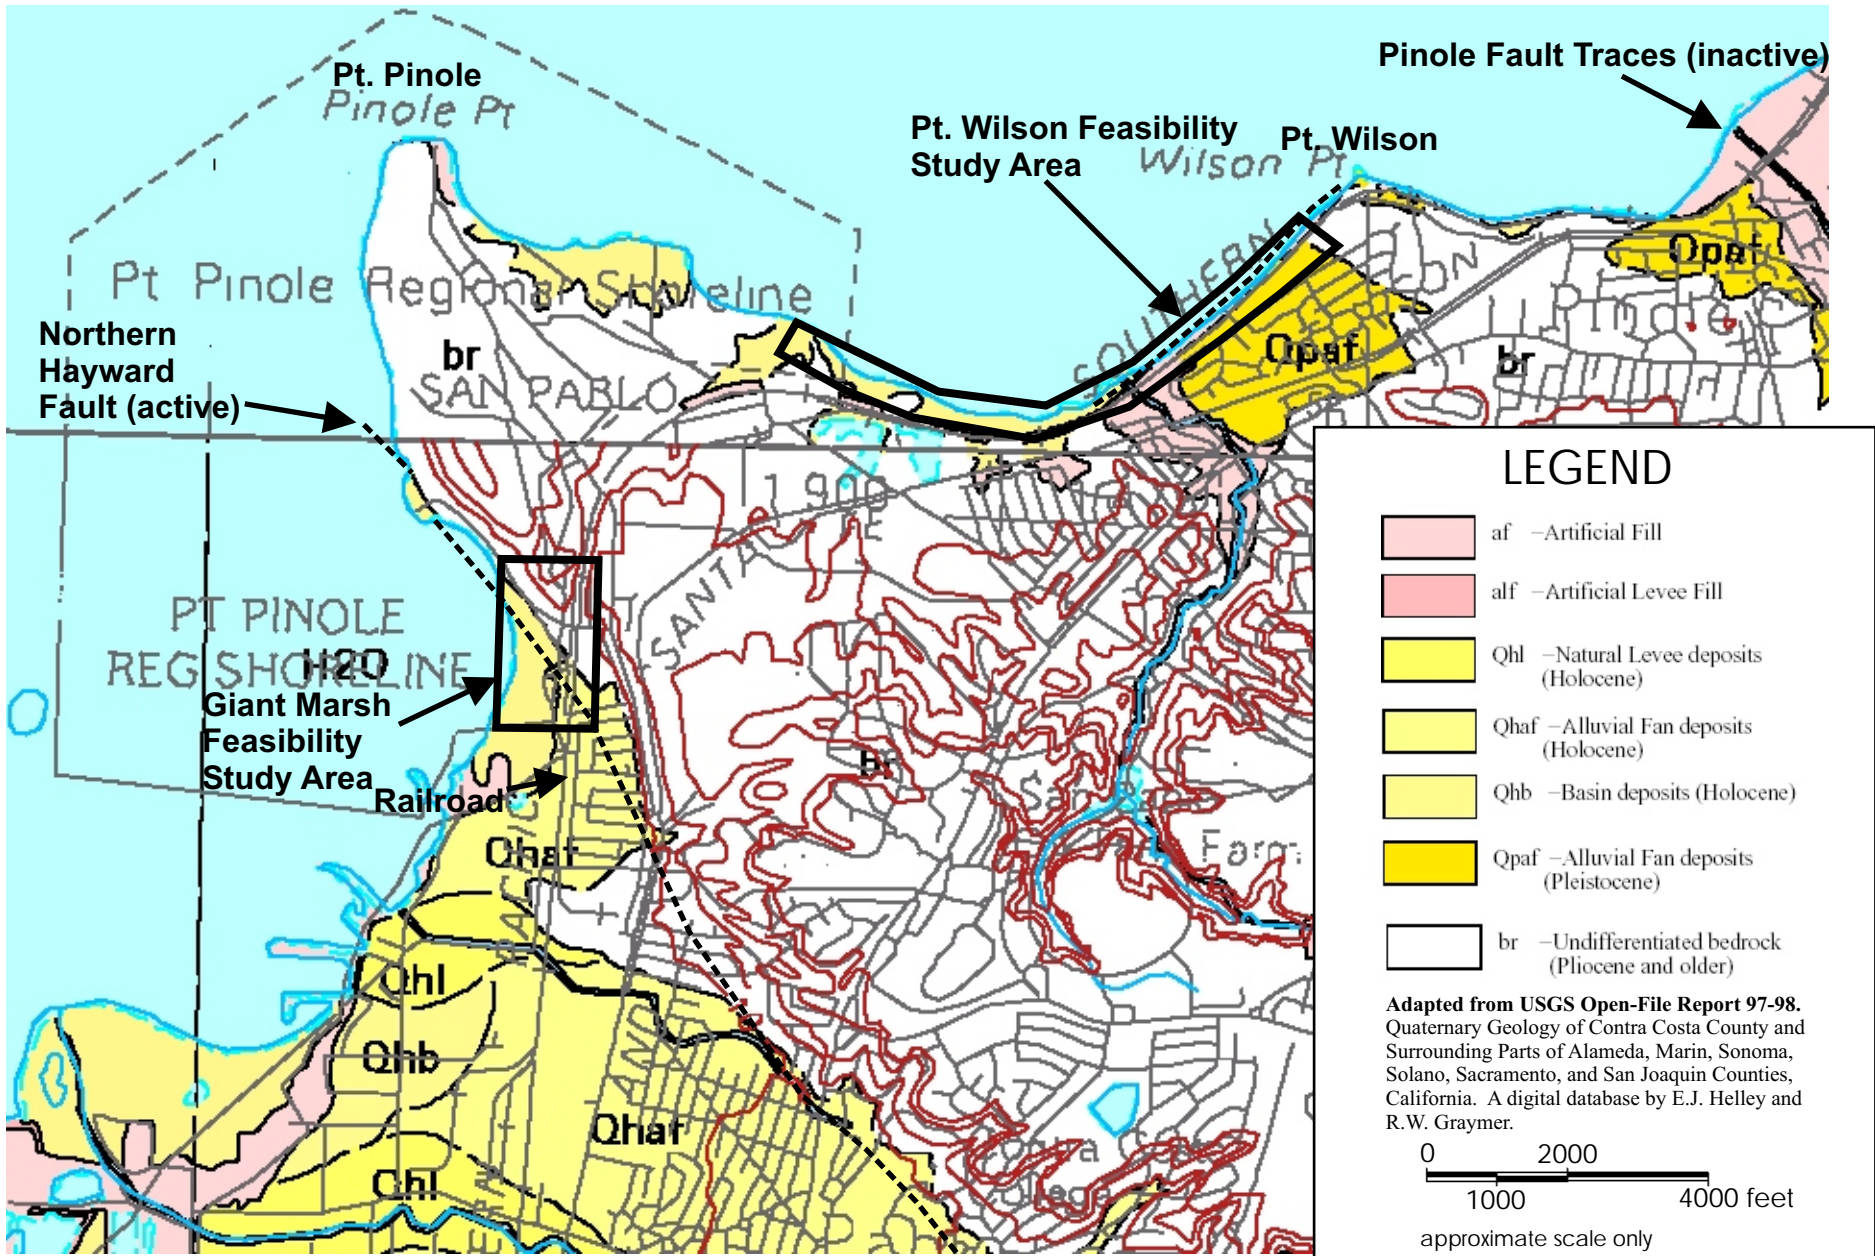 Pt. Pinole
Pinole Pt
Pinole Fault Traces (inactive)
Pt. Wilson Feasibility
Study Area
Pt. Wilson
Wilson Pt
Pt Pinole Regional Shoreline
SOUTHERN
Qpaf
Qpaf
br
br
SAN PABLO
Northern
Hayward
Fault (active)
SANTA
PT PINOLE
REG SHORELINE
H2O
Giant Marsh
Feasibility
Study Area
Railroad
br
San
Farm
Qhaf
Qhl
Qhb
Qhaf
Qhl
LEGEND
af –Artificial Fill
alf –Artificial Levee Fill
Qhl –Natural Levee deposits
(Holocene)
Qhaf –Alluvial Fan deposits
(Holocene)
Qhb –Basin deposits (Holocene)
Qpaf –Alluvial Fan deposits
(Pleistocene)
br –Undifferentiated bedrock
(Pliocene and older)
Adapted from USGS Open-File Report 97-98.
Quaternary Geology of Contra Costa County and
Surrounding Parts of Alameda, Marin, Sonoma,
Solano, Sacramento, and San Joaquin Counties,
California. A digital database by E.J. Helley and
R.W. Graymer.
0 2000
1000 4000 feet
approximate scale only